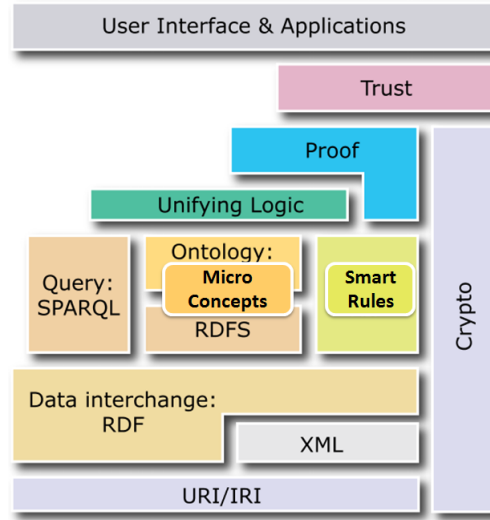 User Interface & Applications
Trust
Proof
Unifying Logic
Ontology:
Query:
SPARQL
Micro
Concepts
Smart
Rules
RDFS
Crypto
Data interchange:
RDF
XML
URI/IRI